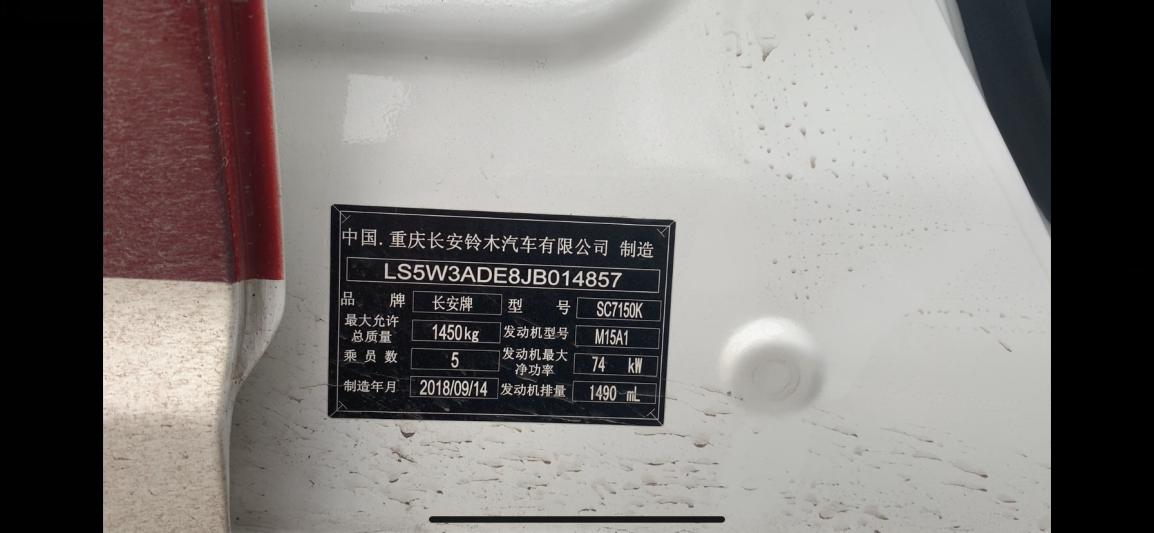 中国.重庆长安铃木汽车有限公司 制造
LS5W3ADE8JB014857
品 牌 长安牌 型 号 SC7150K
最大允许总质量 1450kg 发动机型号 M15A1
乘员数 5 发动机最大净功率 74 kW
制造年月 2018/09/14 发动机排量 1490 mL